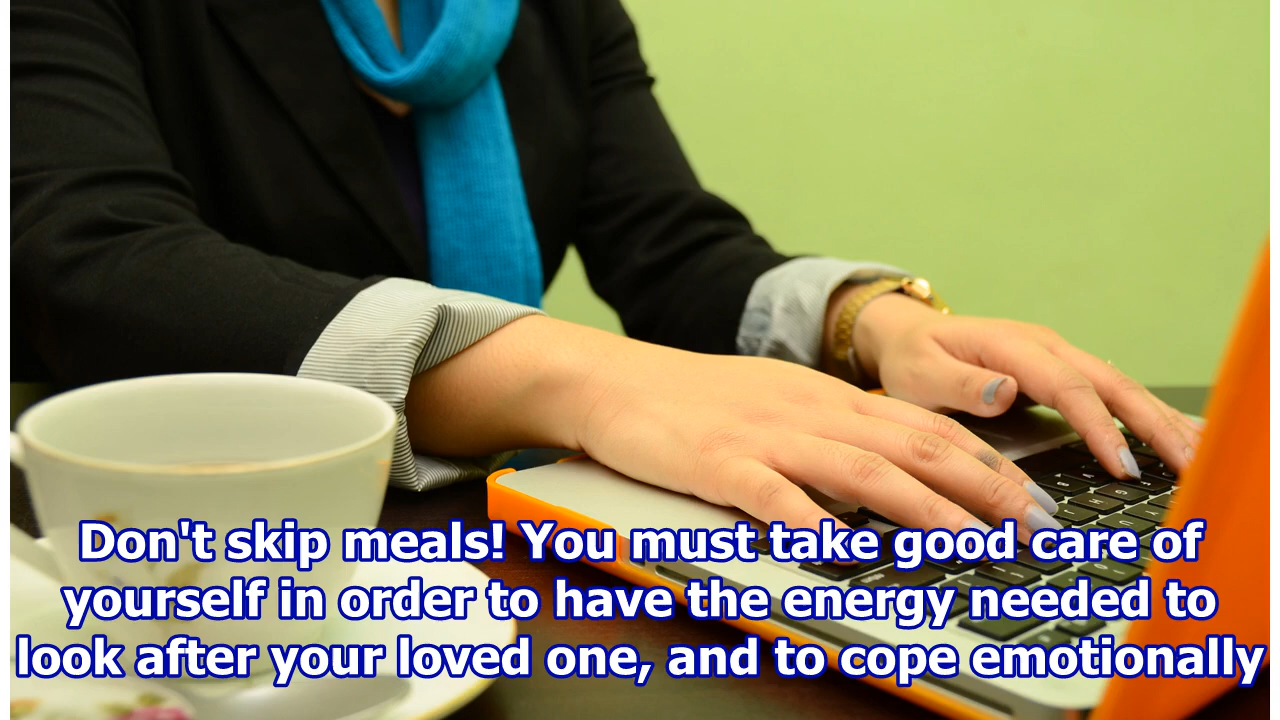 Don't skip meals! You must take good care of
yourself in order to have the energy needed to
look after your loved one, and to cope emotionally